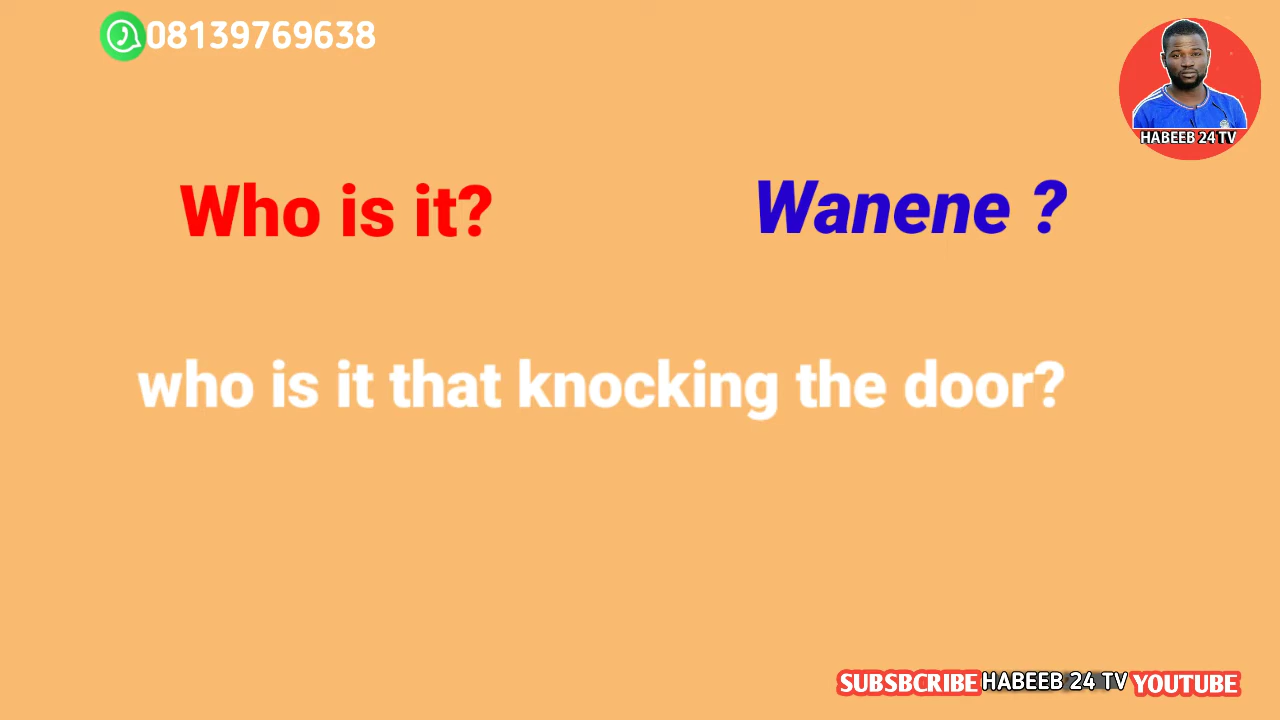 08139769638
HABEEB 24 TV
Who is it? Wanene ?
who is it that knocking the door?
SUBSBCRIBE HABEEB 24 TV YOUTUBE